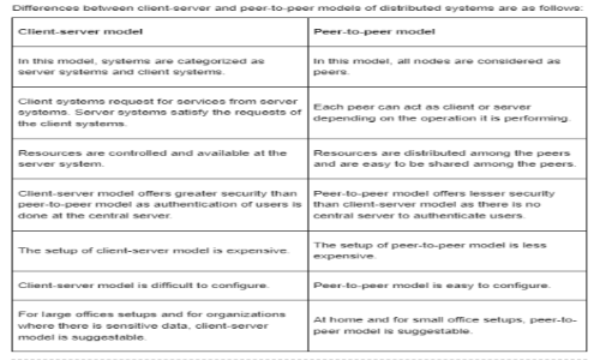 Differences between client-server and peer-to-peer models of distributed systems are as follows:
Client-server model
Peer-to-peer model
In this model, systems are categorized as
server systems and client systems.
In this model, all nodes are considered as
peers.
Client systems request for services from server
systems. Server systems satisfy the requests of
the client systems.
Each peer can act as client or server
depending on the operation it is performing.
Resources are controlled and available at the
server system.
Resources are distributed among the peers
and are easy to be shared among the peers.
Client-server model offers greater security than
peer-to-peer model as authentication of users is
done at the central server.
Peer-to-peer model offers lesser security
than client-server model as there is no
central server to authenticate users.
The setup of client-server model is expensive.
The setup of peer-to-peer model is less
expensive.
Client-server model is difficult to configure.
Peer-to-peer model is easy to configure.
For large offices setups and for organizations
where there is sensitive data, client-server
model is suggestable.
At home and for small office setups, peer-to-
peer model is suggestable.